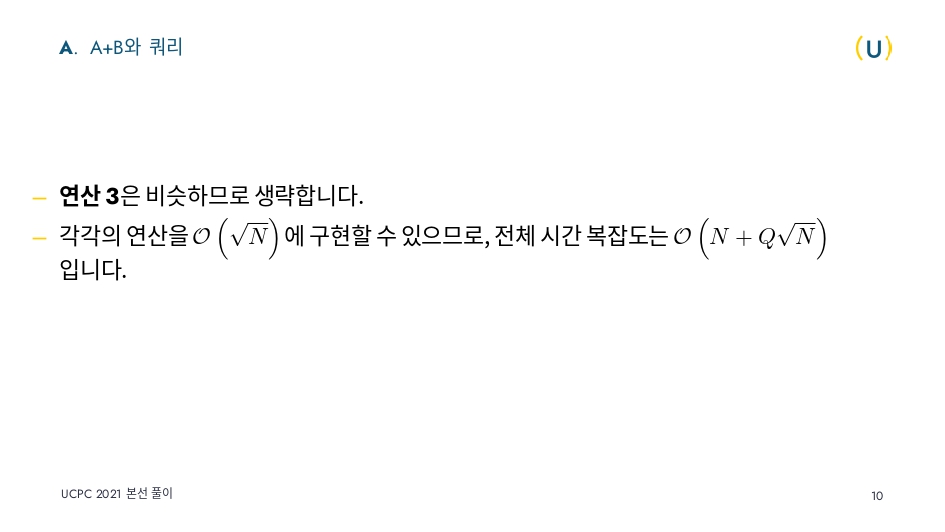 A. A+B와 쿼리
(U)
– 연산 3은 비슷하므로 생략합니다.
– 각각의 연산을 𝒪(√N)에 구현할 수 있으므로, 전체 시간 복잡도는 𝒪(N + Q√N)
입니다.
UCPC 2021 본선 풀이
10